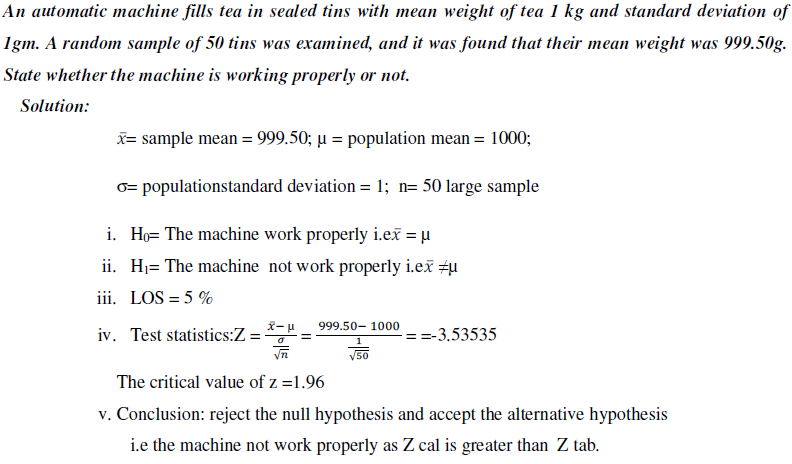 An automatic machine fills tea in sealed tins with mean weight of tea 1 kg and standard deviation of
1gm. A random sample of 50 tins was examined, and it was found that their mean weight was 999.50g.
State whether the machine is working properly or not.
Solution:
x̄= sample mean = 999.50; µ = population mean = 1000;
σ= populationstandard deviation = 1; n= 50 large sample
i. H₀= The machine work properly i.ex̄ = µ
ii. H₁= The machine not work properly i.ex̄ ≠µ
iii. LOS = 5 %
iv. Test statistics:Z = (x̄− µ)/(σ/√n) = (999.50− 1000)/(1/√50) = =-3.53535
The critical value of z =1.96
v. Conclusion: reject the null hypothesis and accept the alternative hypothesis
i.e the machine not work properly as Z cal is greater than Z tab.